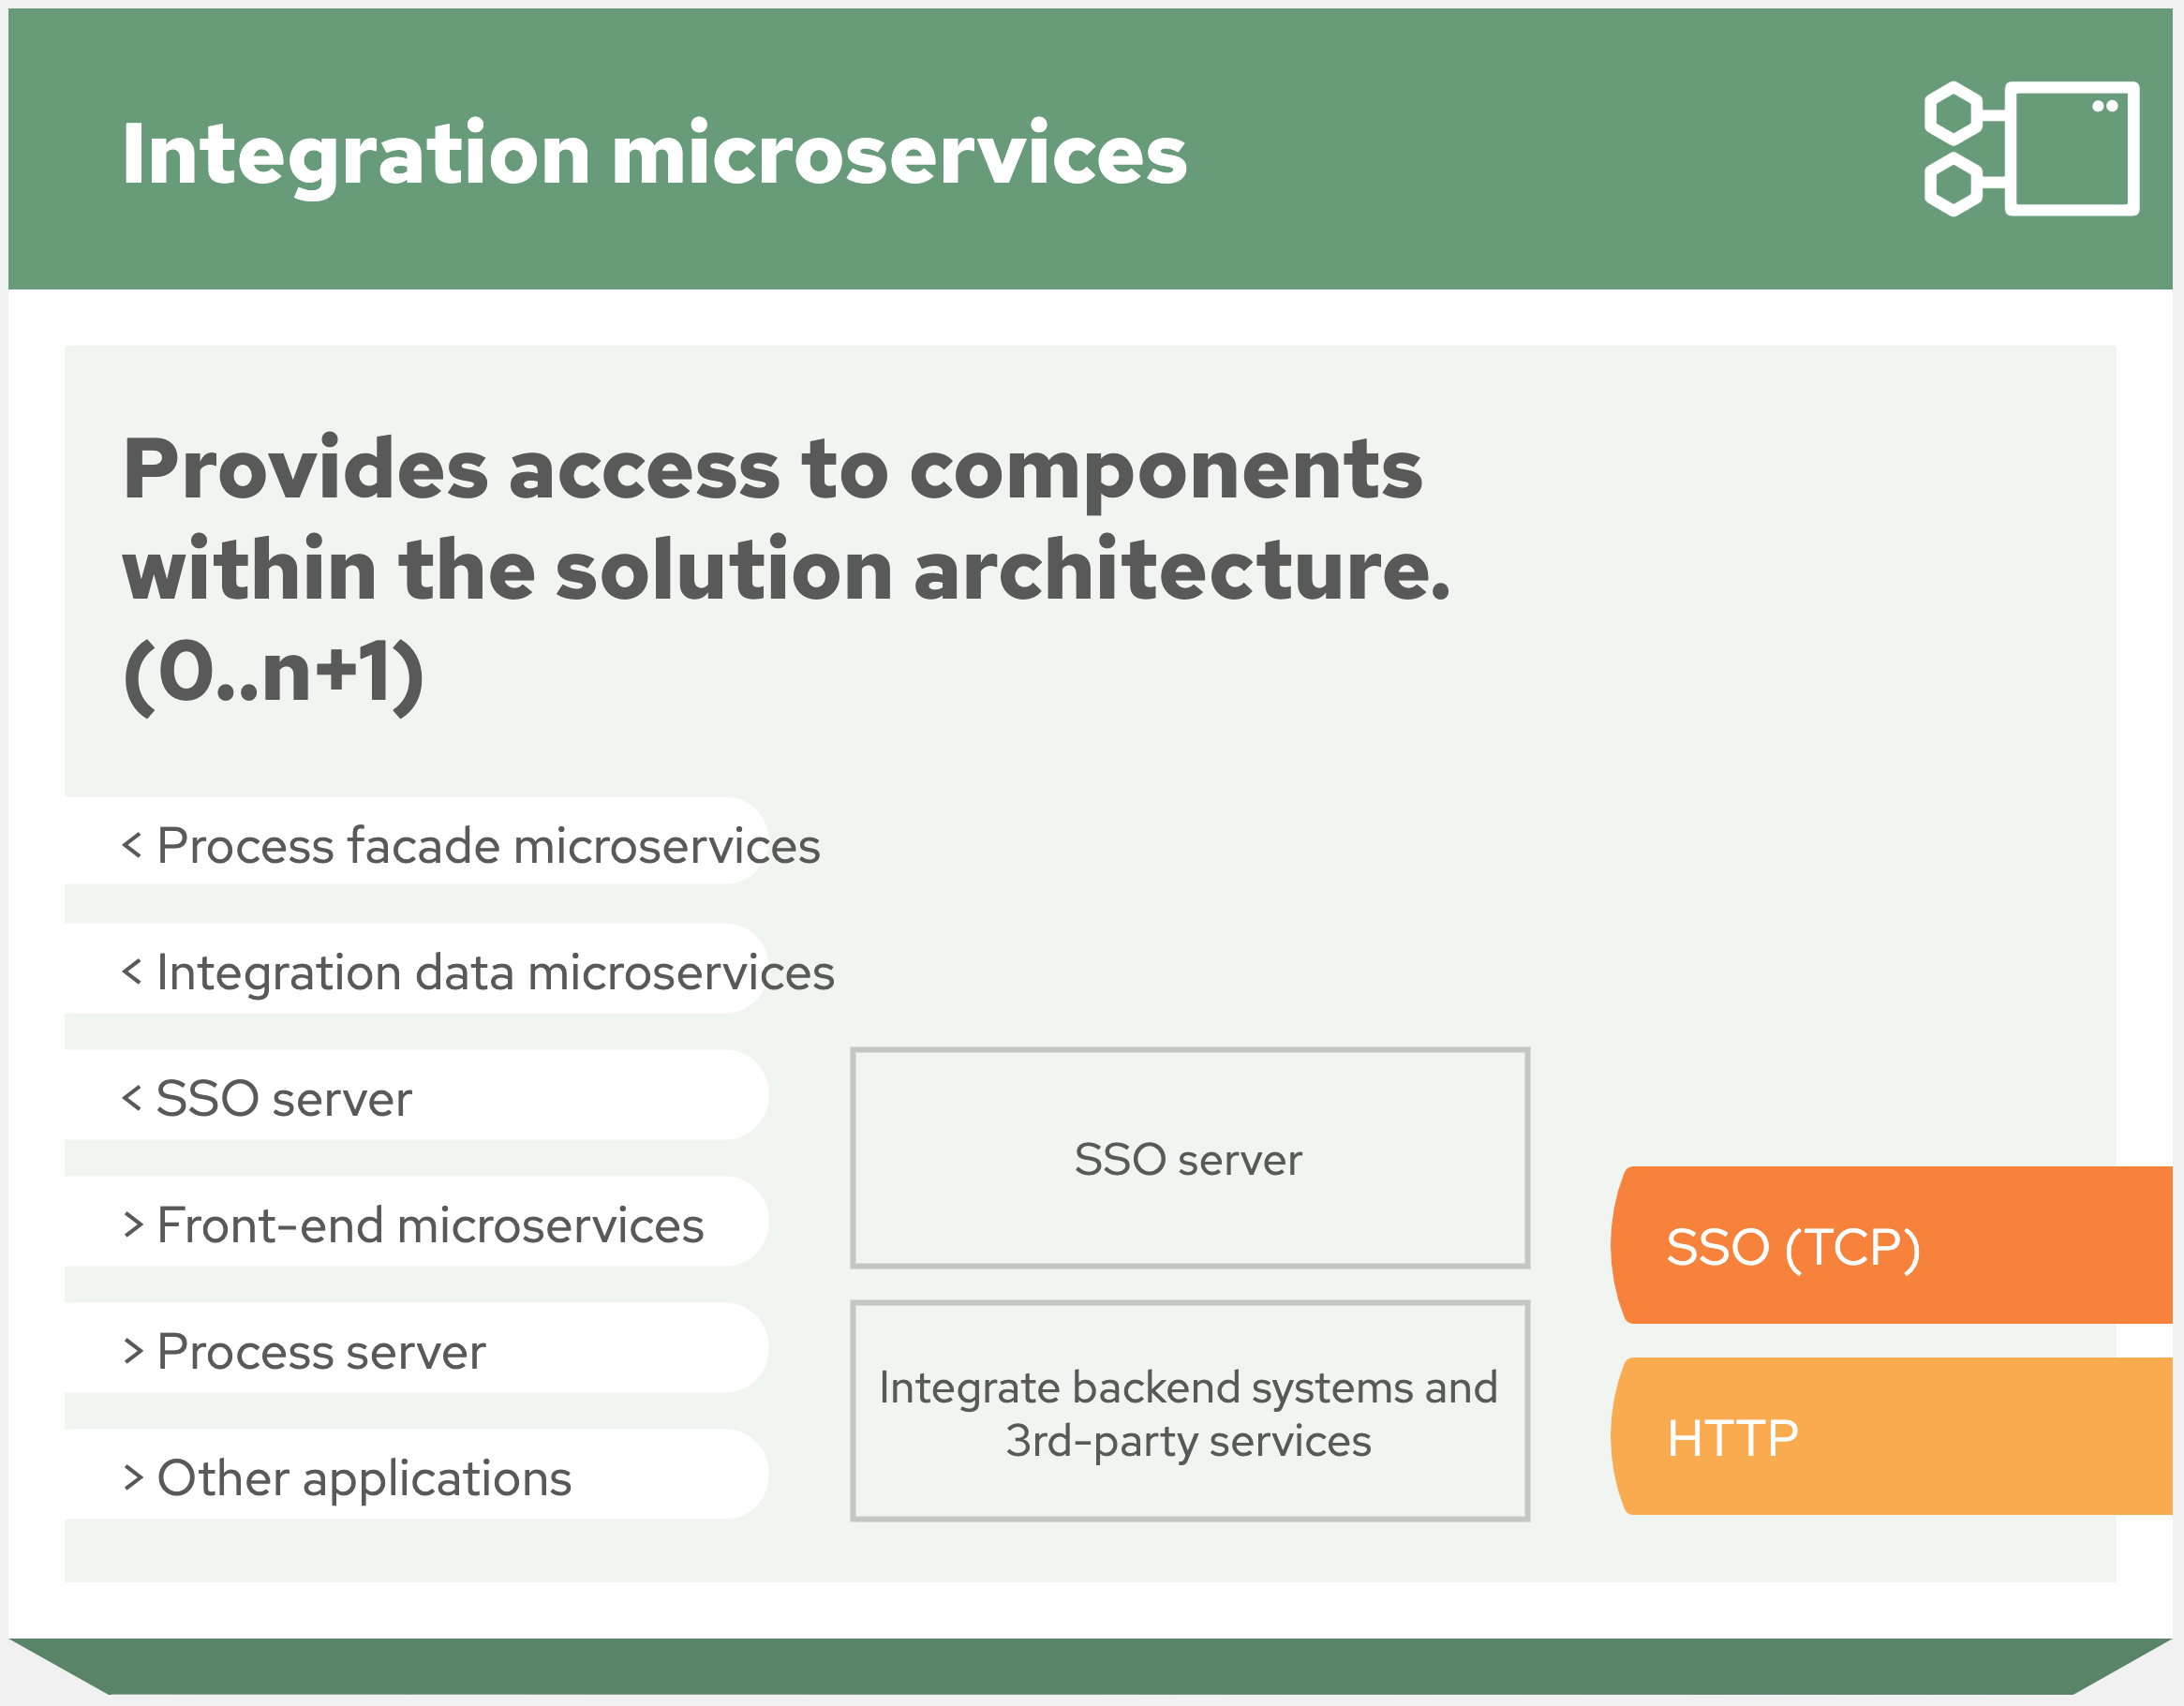 Integration microservices
Provides access to components
within the solution architecture.
(0..n+1)
< Process facade microservices
< Integration data microservices
< SSO server
> Front-end microservices
> Process server
> Other applications
SSO server
Integrate backend systems and
3rd-party services
SSO (TCP)
HTTP